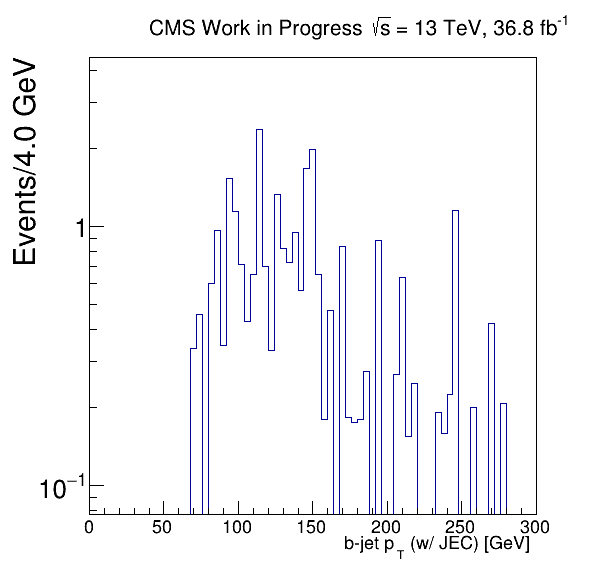 CMS Work in Progress √s = 13 TeV, 36.8 fb⁻¹
Events/4.0 GeV
1
10⁻¹
0 50 100 150 200 250 300
b-jet p_T (w/ JEC) [GeV]